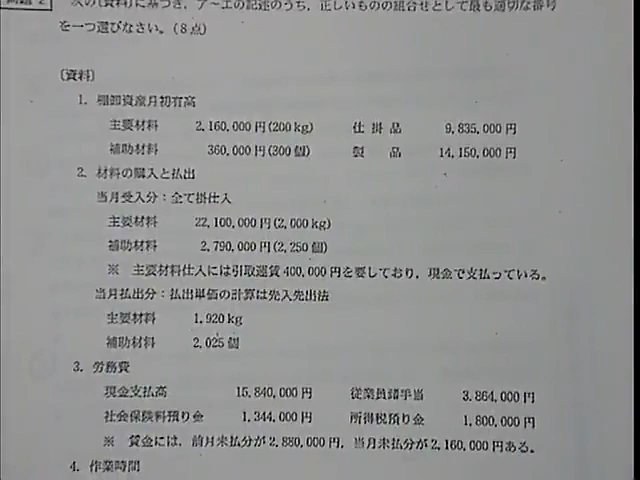 問題 2 次の〔資料〕に基づき，ア～エの記述のうち，正しいものの組合せとして最も適切な番号
を一つ選びなさい。(8点)
〔資料〕
1. 棚卸資産月初有高
主要材料 2,160,000円(200kg) 仕掛品 9,835,000円
補助材料 360,000円(300個) 製品 14,150,000円
2. 材料の購入と払出
当月受入分：全て掛仕入
主要材料 22,100,000円(2,000kg)
補助材料 2,790,000円(2,250個)
※ 主要材料仕入には引取運賃400,000円を要しており，現金で支払っている。
当月払出分：払出単価の計算は先入先出法
主要材料 1,920kg
補助材料 2,025個
3. 労務費
現金支払高 15,840,000円 従業員諸手当 3,864,000円
社会保険料預り金 1,344,000円 所得税預り金 1,800,000円
※ 賃金には，前月未払分が2,880,000円，当月未払分が2,160,000円ある。
4. 作業時間